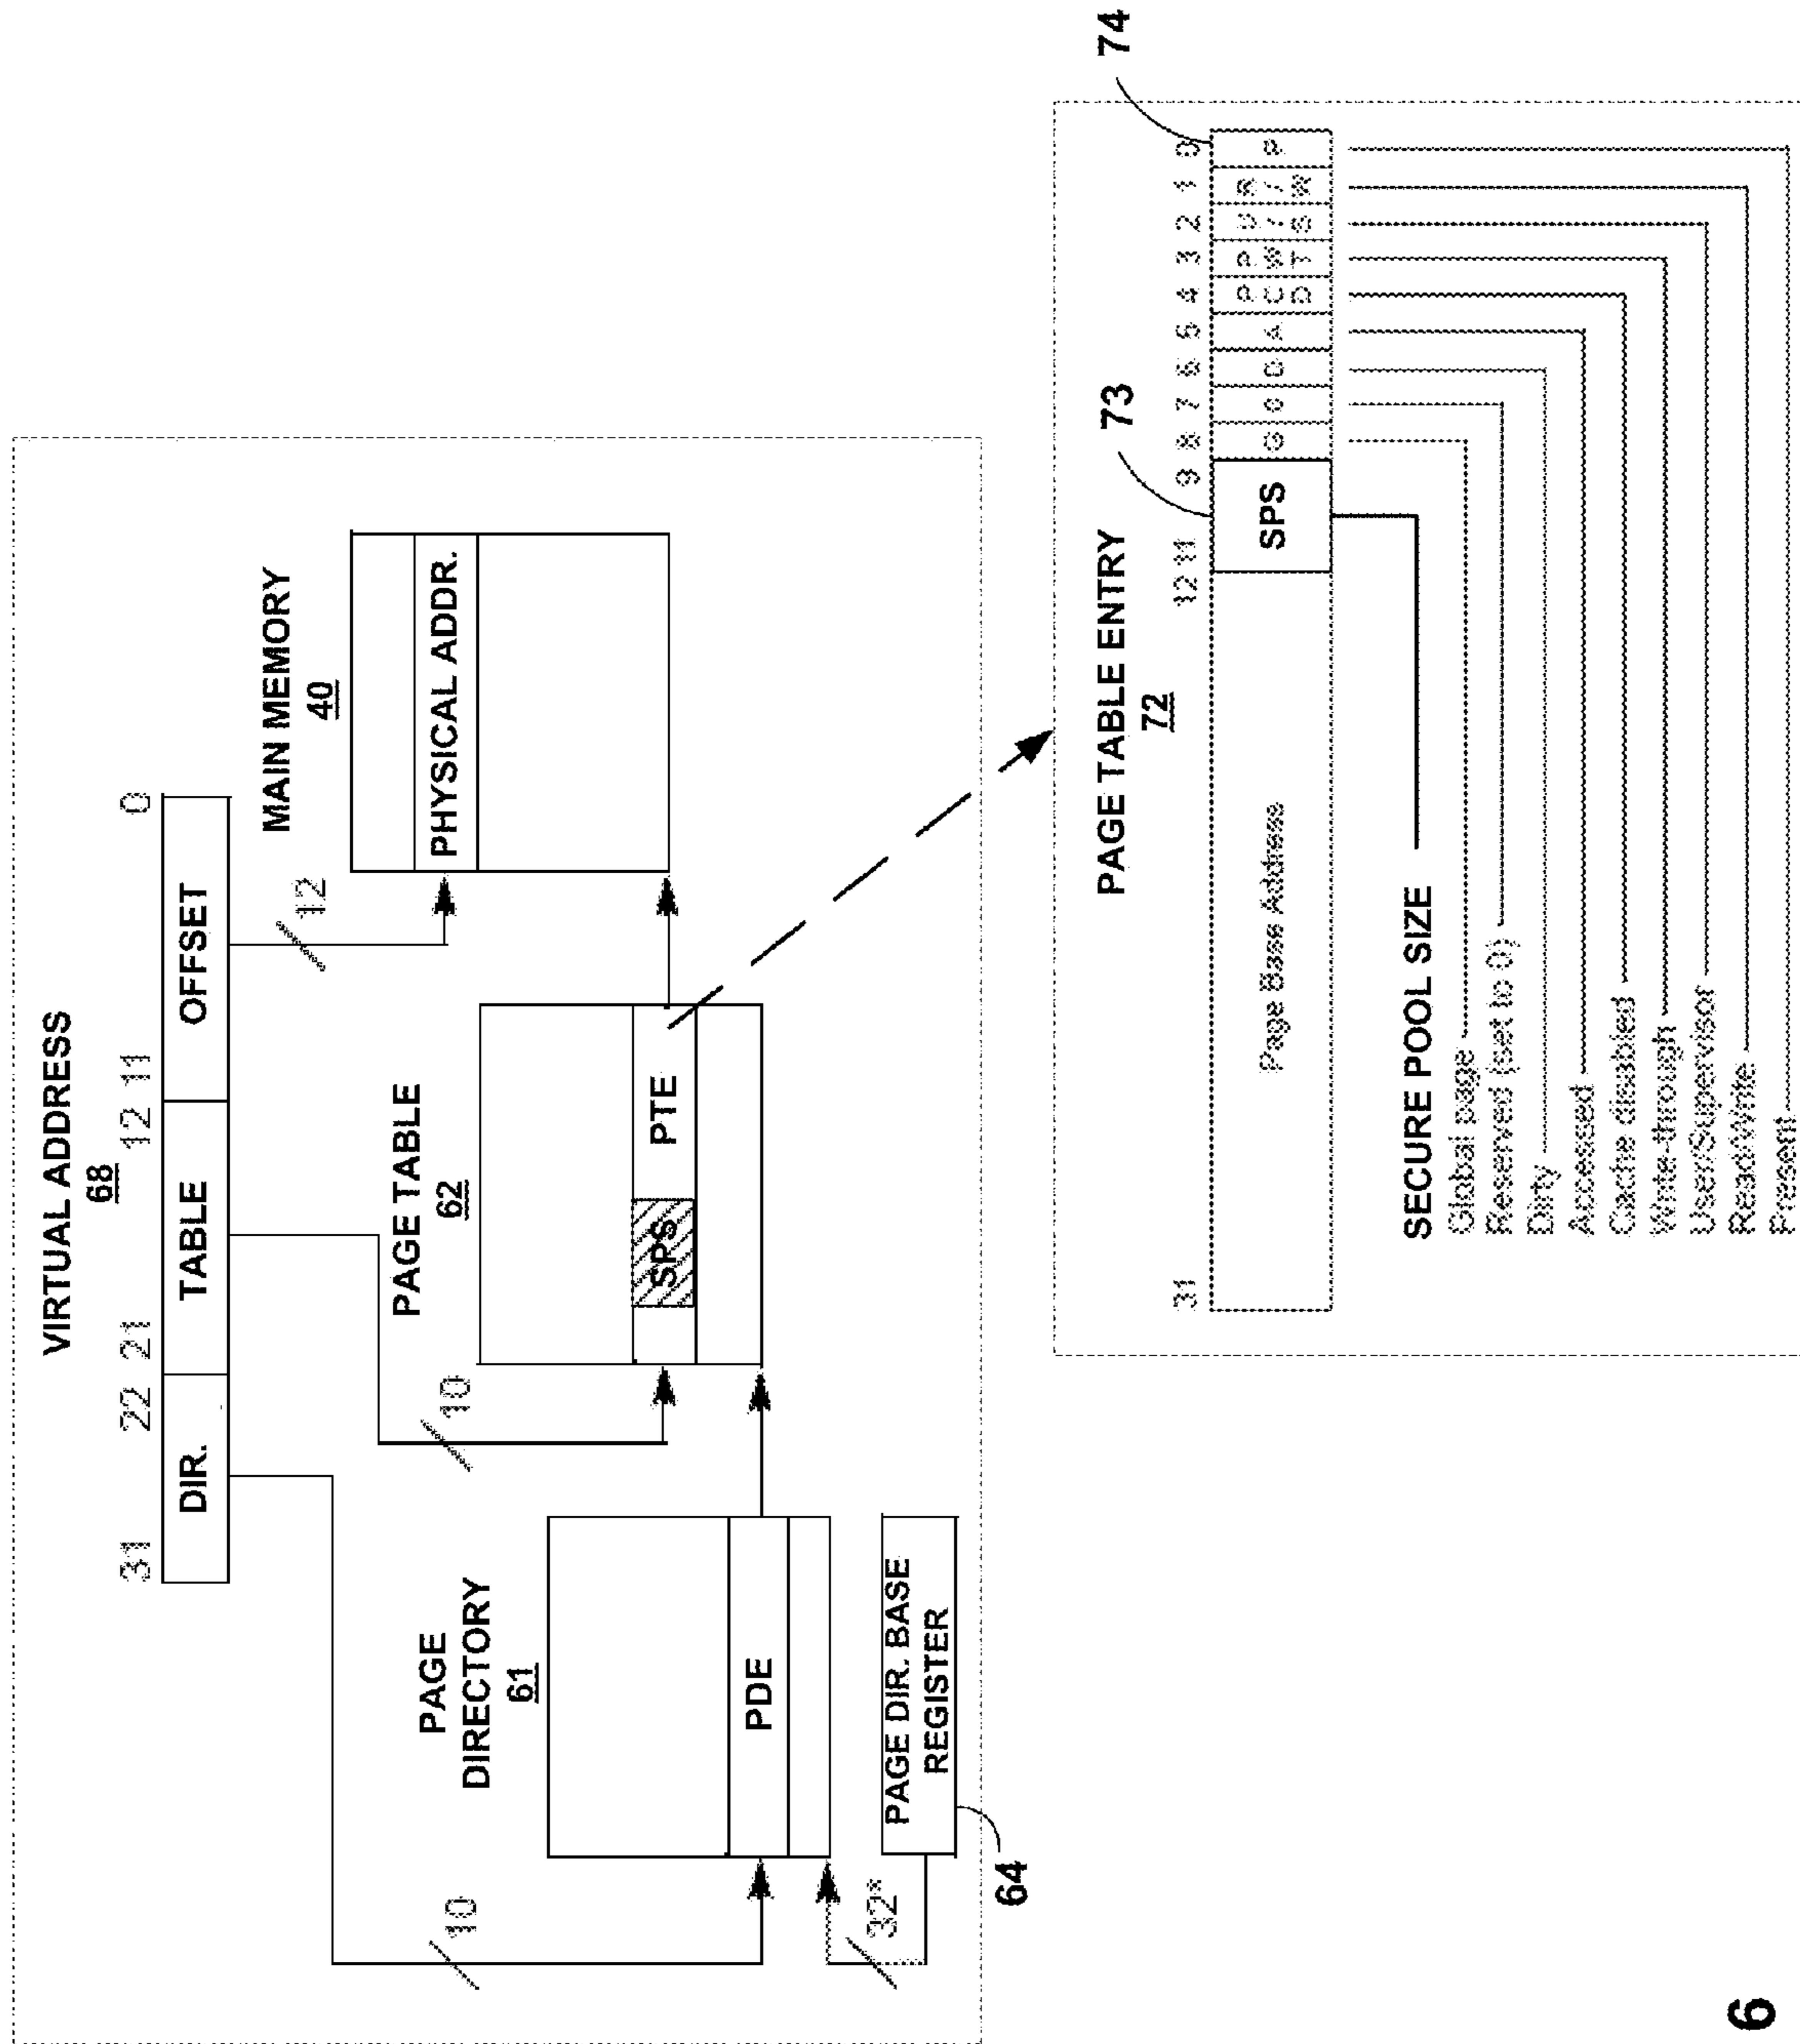 VIRTUAL ADDRESS
68
31 22 21 12 11 0
DIR. TABLE OFFSET
10
10
12
PAGE
DIRECTORY
61
PDE
PAGE DIR. BASE
REGISTER
64
32*
PAGE TABLE
62
SPS PTE
MAIN MEMORY
40
PHYSICAL ADDR.
PAGE TABLE ENTRY
72
73
74
31 12 11 9 8 7 6 5 4 3 2 1 0
Page Base Address SPS G 0 D A PCD PWT U/S R/W P
SECURE POOL SIZE
Global page
Reserved (set to 0)
Dirty
Accessed
Cache disabled
Write-through
User/Supervisor
Read/Write
Present
6